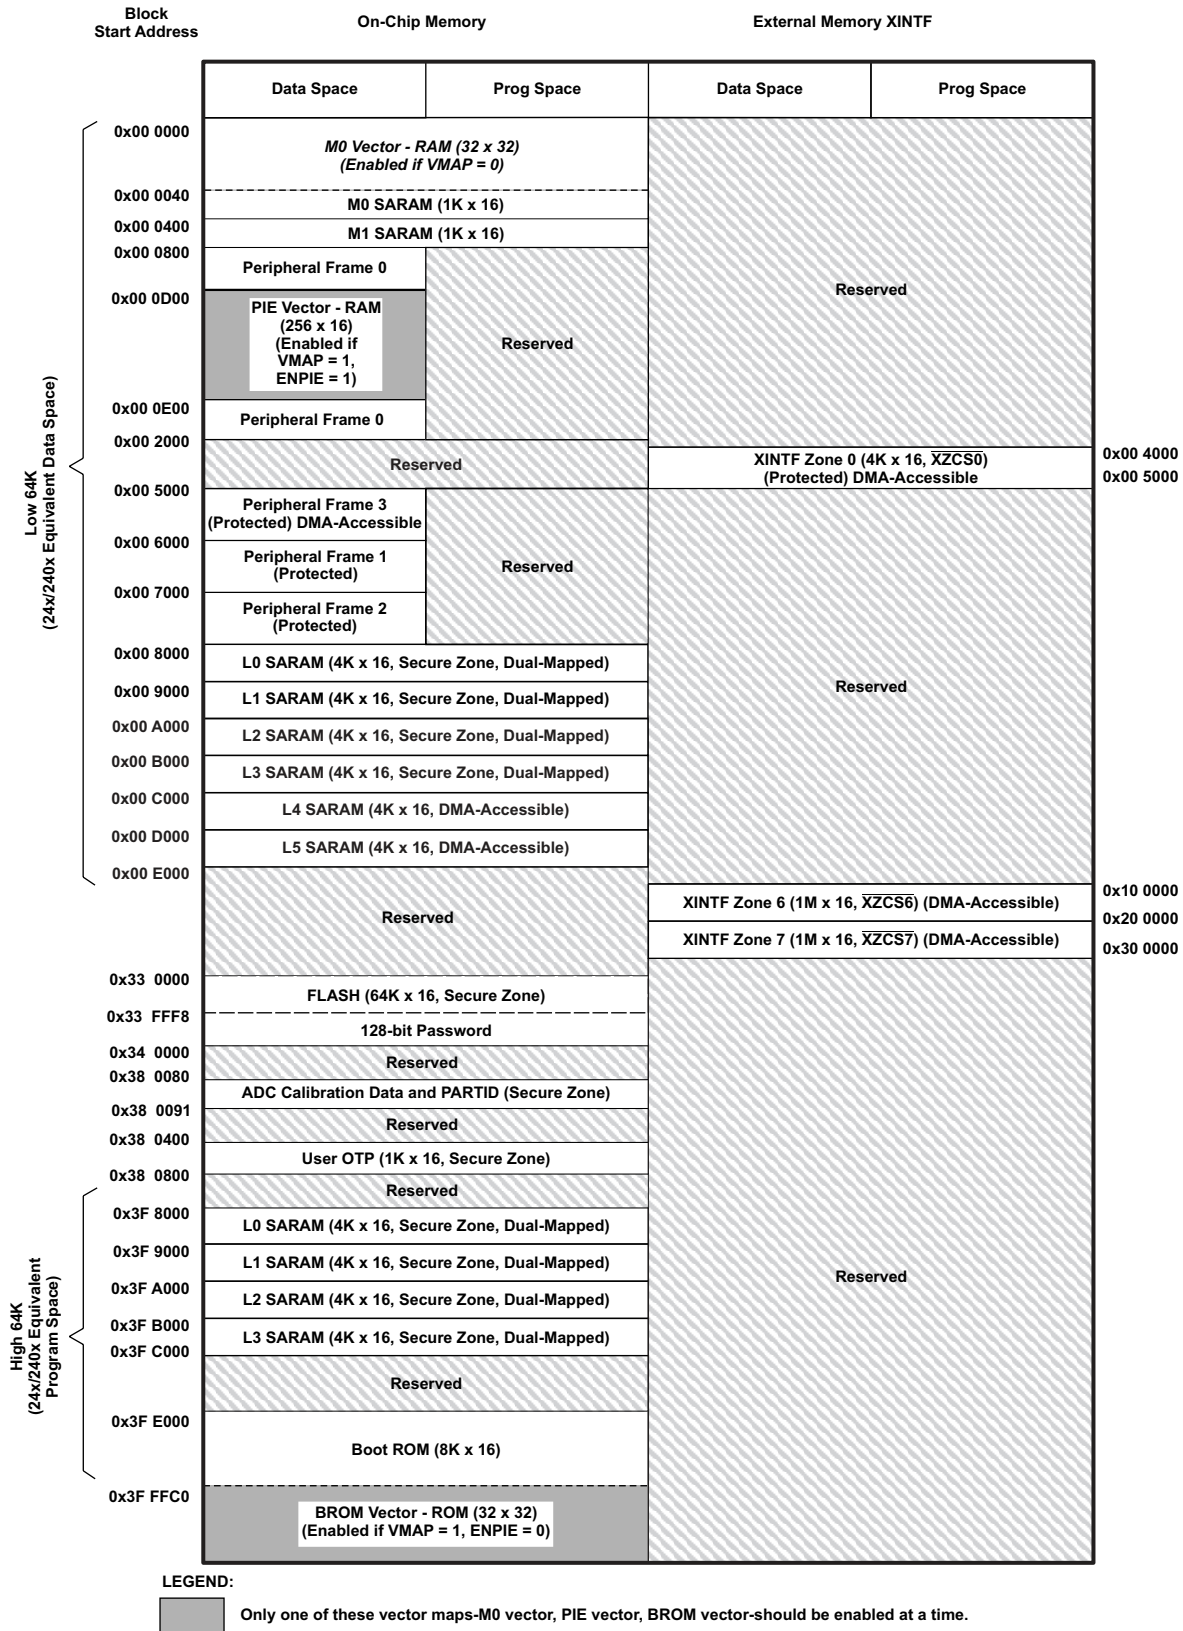 Block
Start Address
On-Chip Memory
External Memory XINTF
Data Space
Prog Space
Data Space
Prog Space
0x00 0000
M0 Vector - RAM (32 x 32)
(Enabled if VMAP = 0)
0x00 0040
M0 SARAM (1K x 16)
0x00 0400
M1 SARAM (1K x 16)
0x00 0800
Peripheral Frame 0
Reserved
0x00 0D00
PIE Vector - RAM
(256 x 16)
(Enabled if
VMAP = 1,
ENPIE = 1)
Reserved
0x00 0E00
Peripheral Frame 0
0x00 2000
Reserved
XINTF Zone 0 (4K x 16, XZCS0)
(Protected) DMA-Accessible
0x00 4000
0x00 5000
Low 64K
(24x/240x Equivalent Data Space)
0x00 5000
Peripheral Frame 3
(Protected) DMA-Accessible
0x00 6000
Peripheral Frame 1
(Protected)
Reserved
0x00 7000
Peripheral Frame 2
(Protected)
0x00 8000
L0 SARAM (4K x 16, Secure Zone, Dual-Mapped)
Reserved
0x00 9000
L1 SARAM (4K x 16, Secure Zone, Dual-Mapped)
0x00 A000
L2 SARAM (4K x 16, Secure Zone, Dual-Mapped)
0x00 B000
L3 SARAM (4K x 16, Secure Zone, Dual-Mapped)
0x00 C000
L4 SARAM (4K x 16, DMA-Accessible)
0x00 D000
L5 SARAM (4K x 16, DMA-Accessible)
0x00 E000
Reserved
XINTF Zone 6 (1M x 16, XZCS6) (DMA-Accessible)
0x10 0000
0x20 0000
XINTF Zone 7 (1M x 16, XZCS7) (DMA-Accessible)
0x30 0000
0x33 0000
FLASH (64K x 16, Secure Zone)
0x33 FFF8
128-bit Password
0x34 0000
Reserved
0x38 0080
ADC Calibration Data and PARTID (Secure Zone)
0x38 0091
Reserved
0x38 0400
User OTP (1K x 16, Secure Zone)
0x38 0800
Reserved
0x3F 8000
L0 SARAM (4K x 16, Secure Zone, Dual-Mapped)
0x3F 9000
L1 SARAM (4K x 16, Secure Zone, Dual-Mapped)
Reserved
0x3F A000
L2 SARAM (4K x 16, Secure Zone, Dual-Mapped)
0x3F B000
L3 SARAM (4K x 16, Secure Zone, Dual-Mapped)
0x3F C000
Reserved
High 64K
(24x/240x Equivalent
Program Space)
0x3F E000
Boot ROM (8K x 16)
0x3F FFC0
BROM Vector - ROM (32 x 32)
(Enabled if VMAP = 1, ENPIE = 0)
LEGEND:
Only one of these vector maps-M0 vector, PIE vector, BROM vector-should be enabled at a time.